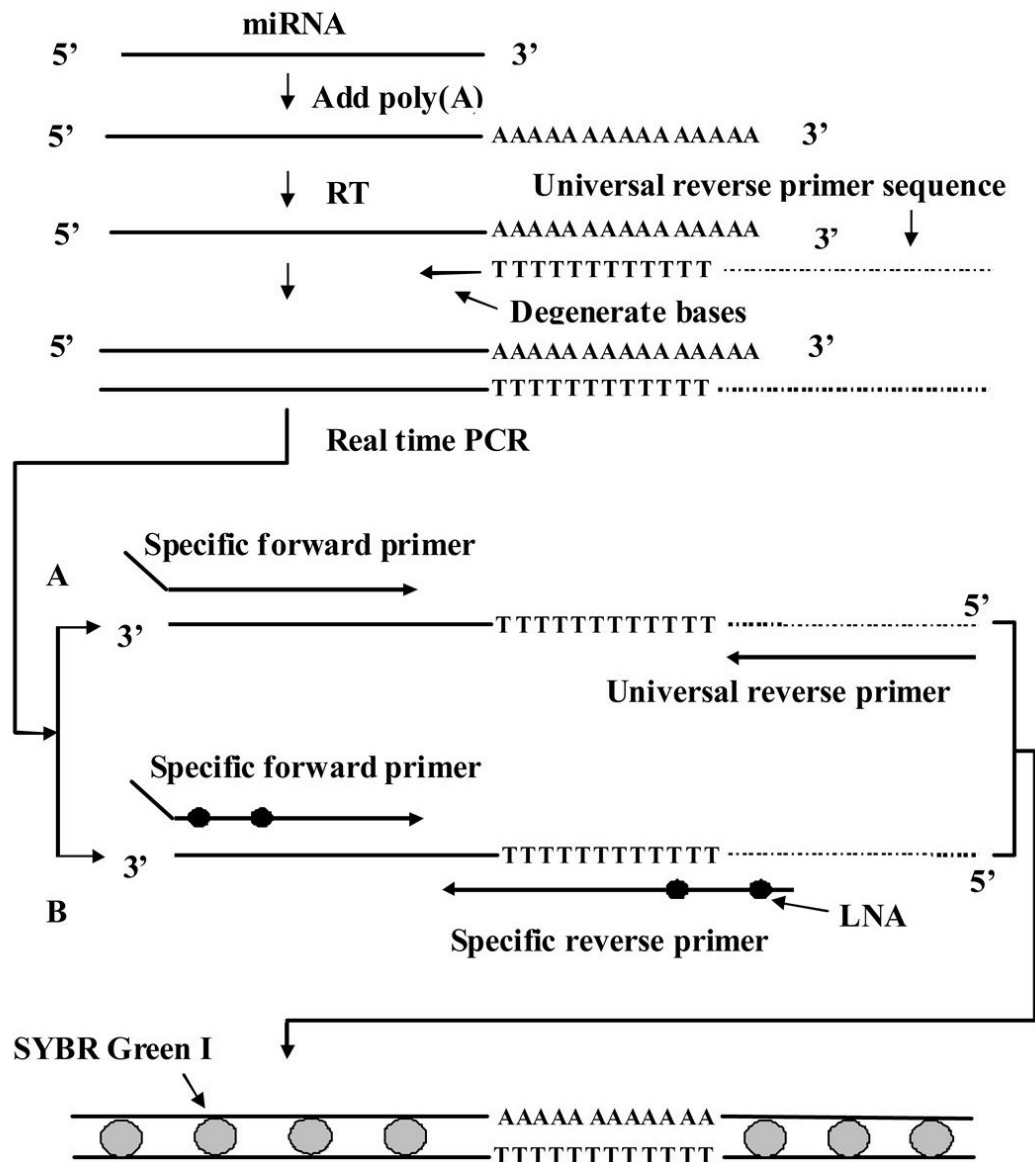 miRNA
5’ 3’
Add poly(A)
5’ AAAAA AAAAA AAAAA 3’
RT Universal reverse primer sequence
5’ AAAAA AAAAA AAAAA 3’
T TTTTTTTTTTT
Degenerate bases
5’ AAAAA AAAAA AAAAA 3’
TTTTTTTTTTTT
Real time PCR
Specific forward primer
A
3’ TTTTTTTTTTTT 5’
Universal reverse primer
Specific forward primer
3’ TTTTTTTTTTTT 5’
B
LNA
Specific reverse primer
SYBR Green I
AAAAA AAAAA AA
TTTTTTTTTTTT